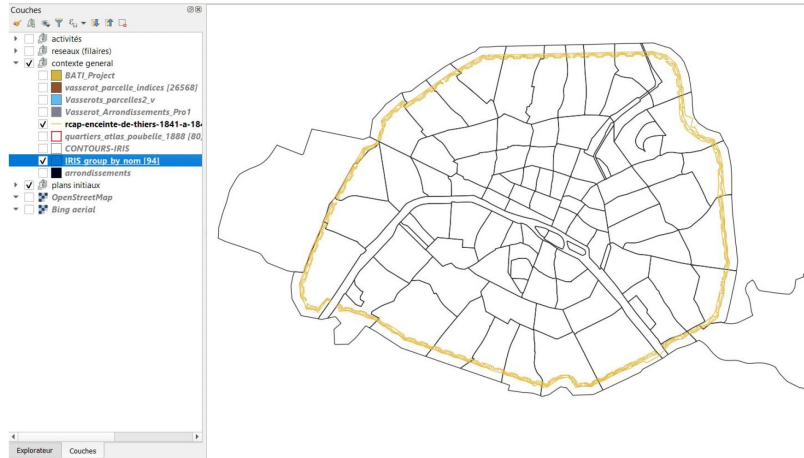 Couches
activités
reseaux (filaires)
contexte general
BATI_Project
vasserot_parcelle_indices [26568]
Vasserots_parcelles2_v
Vasserot_Arrondissements_Pro1
rcap-enceinte-de-thiers-1841-a-184
quartiers_atlas_poubelle_1888 [80,
CONTOURS-IRIS
IRIS group by nom [94]
arrondissements
plans initiaux
OpenStreetMap
Bing aerial
Explorateur Couches